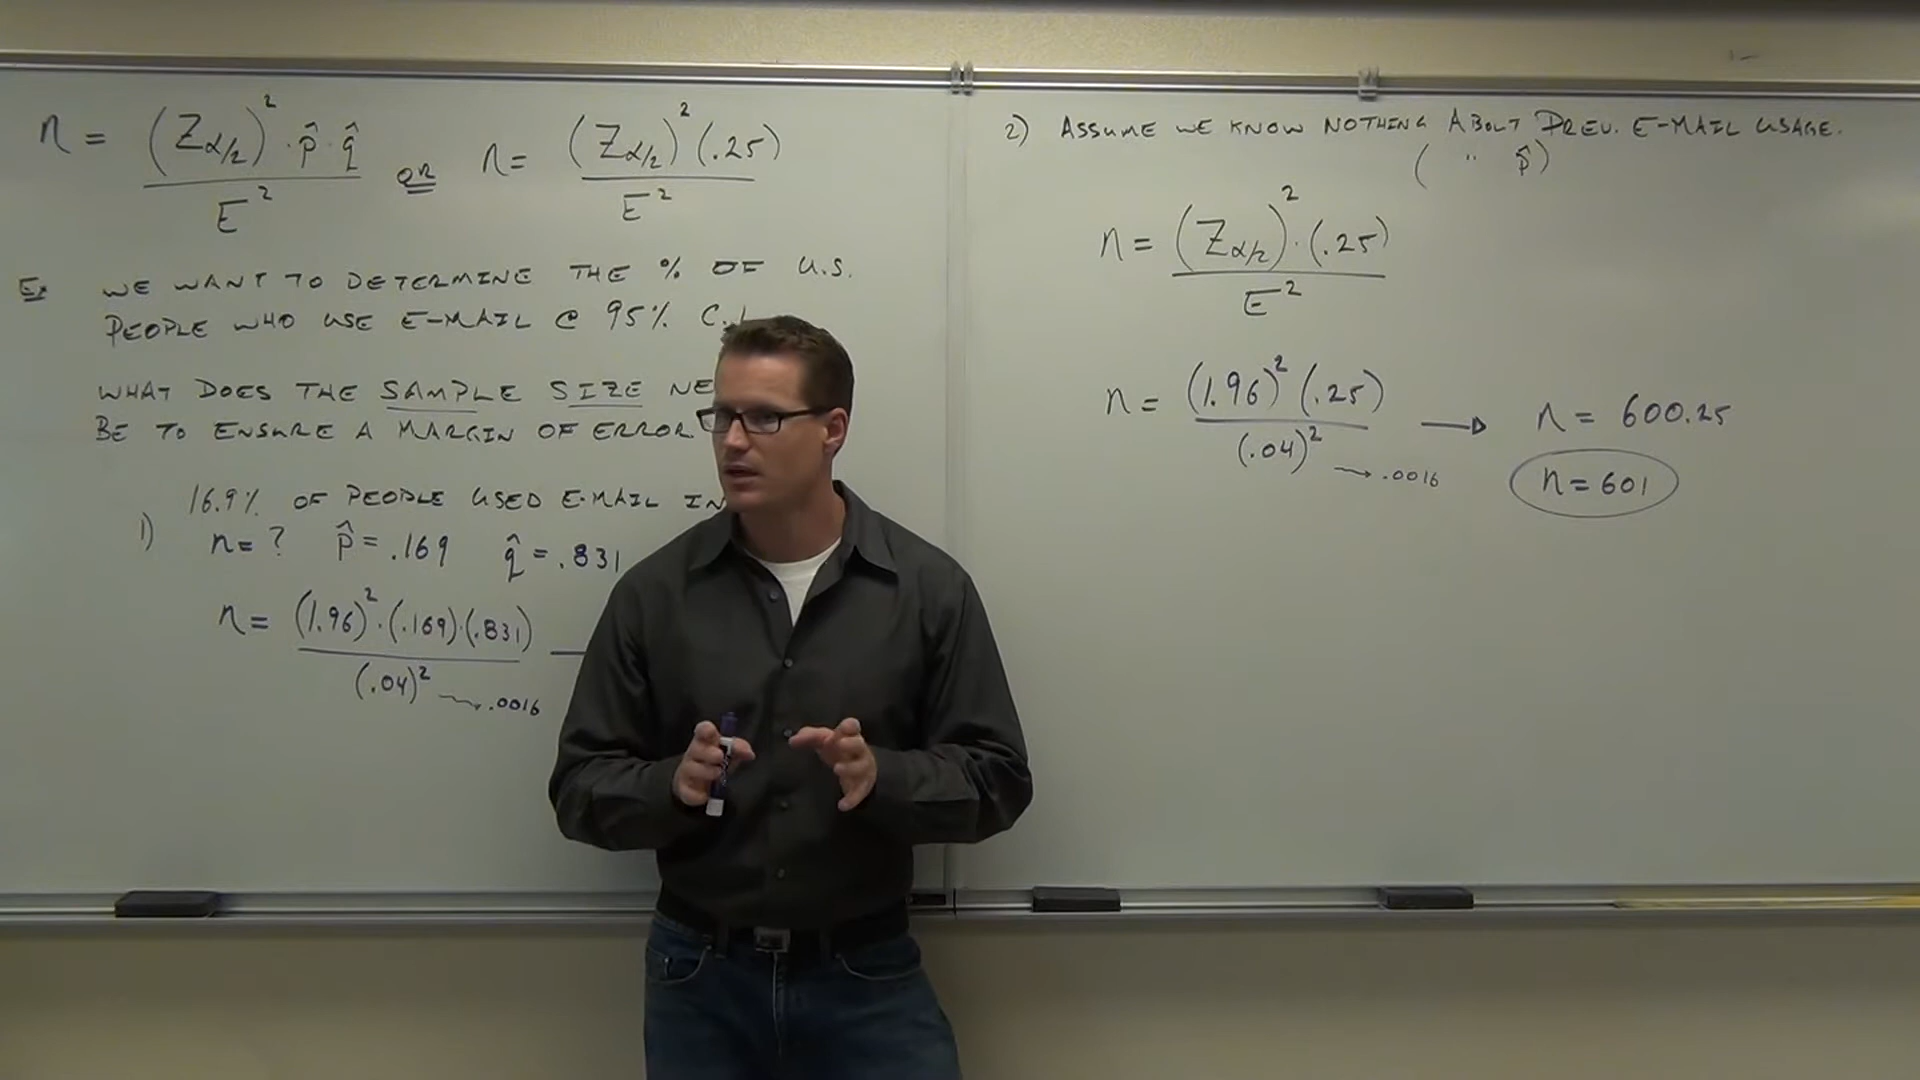 n = (Zα/2)² · p̂ · q̂ / E² OR n = (Zα/2)² (.25) / E²
Ex WE WANT TO DETERMINE THE % OF U.S.
PEOPLE WHO USE E-MAIL @ 95% C.
WHAT DOES THE SAMPLE SIZE
BE TO ENSURE A MARGIN OF ERROR
16.9% OF PEOPLE USED E-MAIL IN
1) n = ? p̂ = .169 q̂ = .831
n = (1.96)² · (.169) · (.831) / (.04)² → .0016
2) ASSUME WE KNOW NOTHING ABOUT PREV. E-MAIL USAGE.
( " p̂ )
n = (Zα/2)² · (.25) / E²
n = (1.96)² (.25) / (.04)² → .0016 → n = 600.25
n = 601